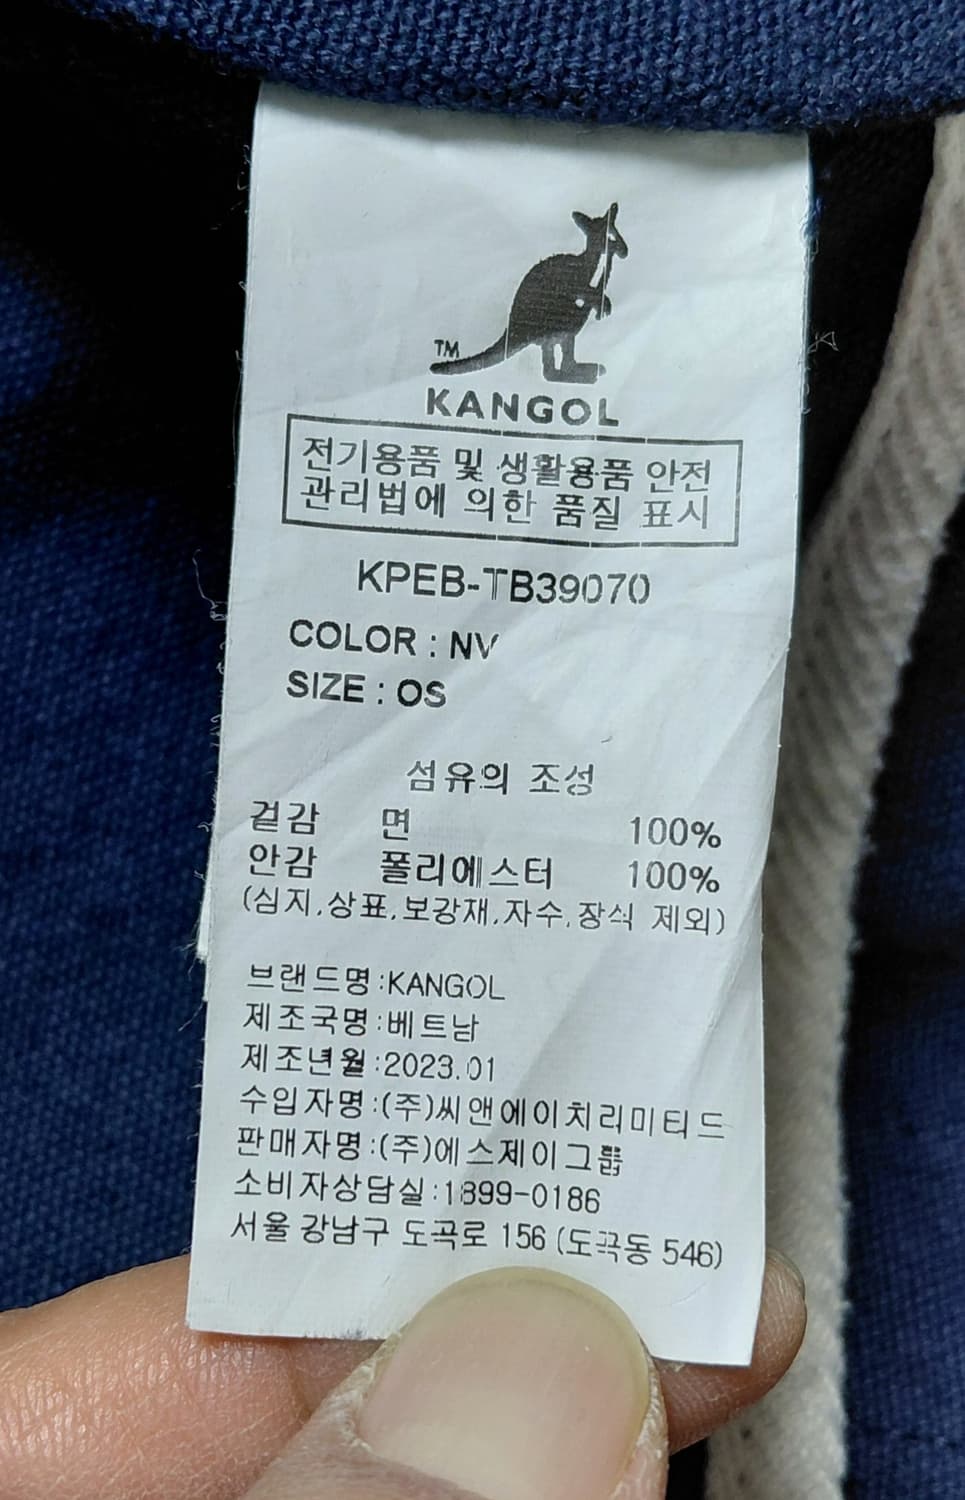 TM
KANGOL
전기용품 및 생활용품 안전
관리법에 의한 품질 표시
KPEB-TB39070
COLOR : NV
SIZE : OS
섬유의 조성
겉감 면 100%
안감 폴리에스터 100%
(심지,상표,보강재,자수,장식 제외)
브랜드명:KANGOL
제조국명:베트남
제조년월:2023.01
수입자명:(주)씨앤에이치리미티드
판매자명:(주)에스제이그룹
소비자상담실:1899-0186
서울 강남구 도곡로 156 (도곡동 546)